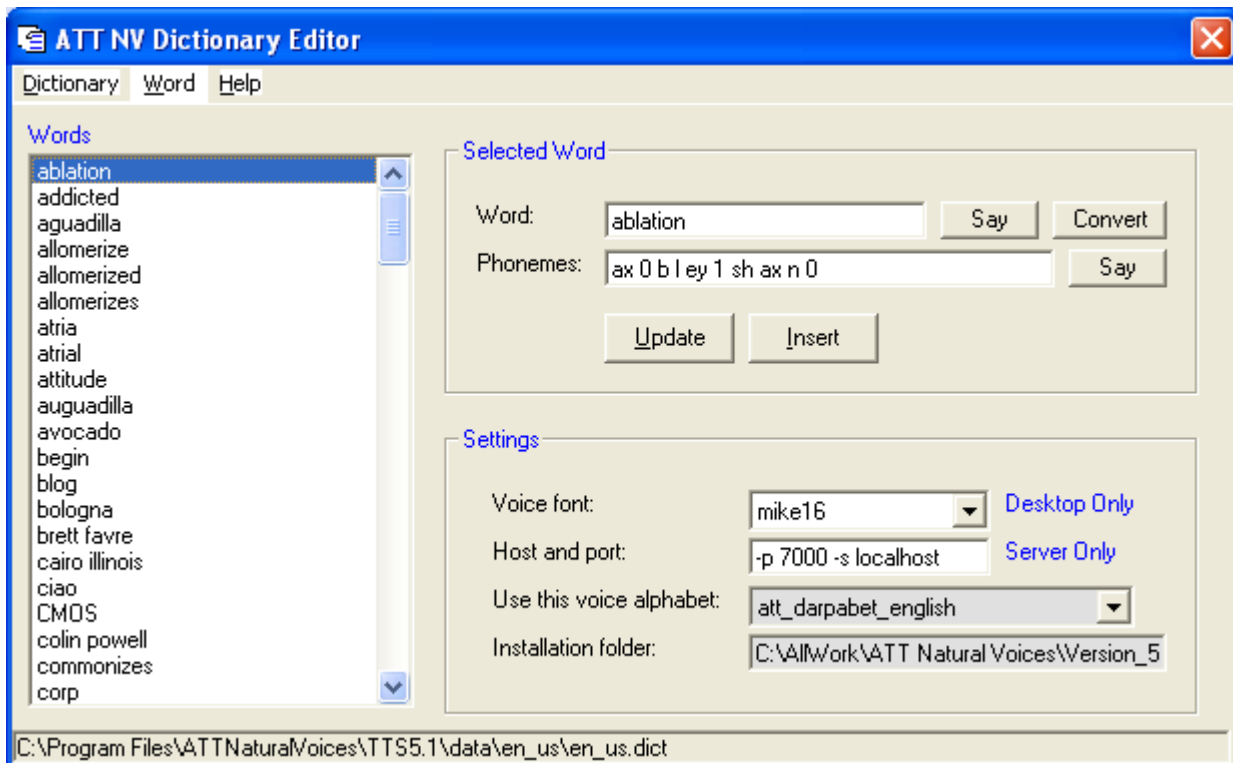 ATT NV Dictionary Editor
Dictionary Word Help
Words
ablation
addicted
aguadilla
allomerize
allomerized
allomerizes
atria
atrial
attitude
auguadilla
avocado
begin
blog
bologna
brett favre
cairo illinois
ciao
CMOS
colin powell
commonizes
corp
Selected Word
Word: ablation Say Convert
Phonemes: ax 0 b l ey 1 sh ax n 0 Say
Update Insert
Settings
Voice font: mike16 Desktop Only
Host and port: -p 7000 -s localhost Server Only
Use this voice alphabet: att_darpabet_english
Installation folder: C:\AllWork\ATT Natural Voices\Version_5
C:\Program Files\ATTNaturalVoices\TTS5.1\data\en_us\en_us.dict